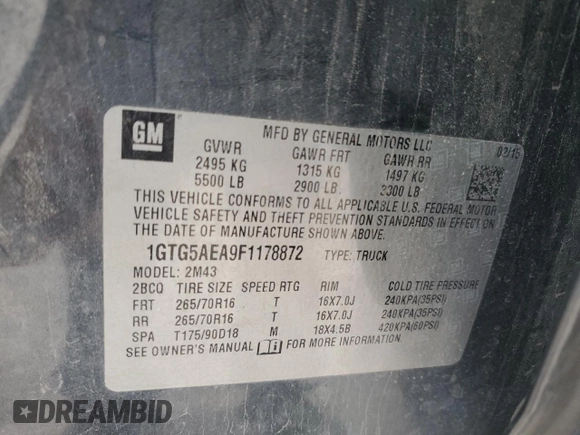 GM
MFD BY GENERAL MOTORS LLC
02/15
GVWR GAWR FRT GAWR RR
2495 KG 1315 KG 1497 KG
5500 LB 2900 LB 3300 LB
THIS VEHICLE CONFORMS TO ALL APPLICABLE U.S. FEDERAL MOTOR
VEHICLE SAFETY AND THEFT PREVENTION STANDARDS IN EFFECT ON
THE DATE OF MANUFACTURE SHOWN ABOVE.
1GTG5AEA9F1178872 TYPE: TRUCK
MODEL: 2M43
2BCQ TIRE SIZE SPEED RTG RIM COLD TIRE PRESSURE
FRT 265/70R16 T 16X7.0J 240KPA(35PSI)
RR 265/70R16 T 16X7.0J 240KPA(35PSI)
SPA T175/90D18 M 18X4.5B 420KPA(60PSI)
SEE OWNER'S MANUAL FOR MORE INFORMATION.
DREAMBID